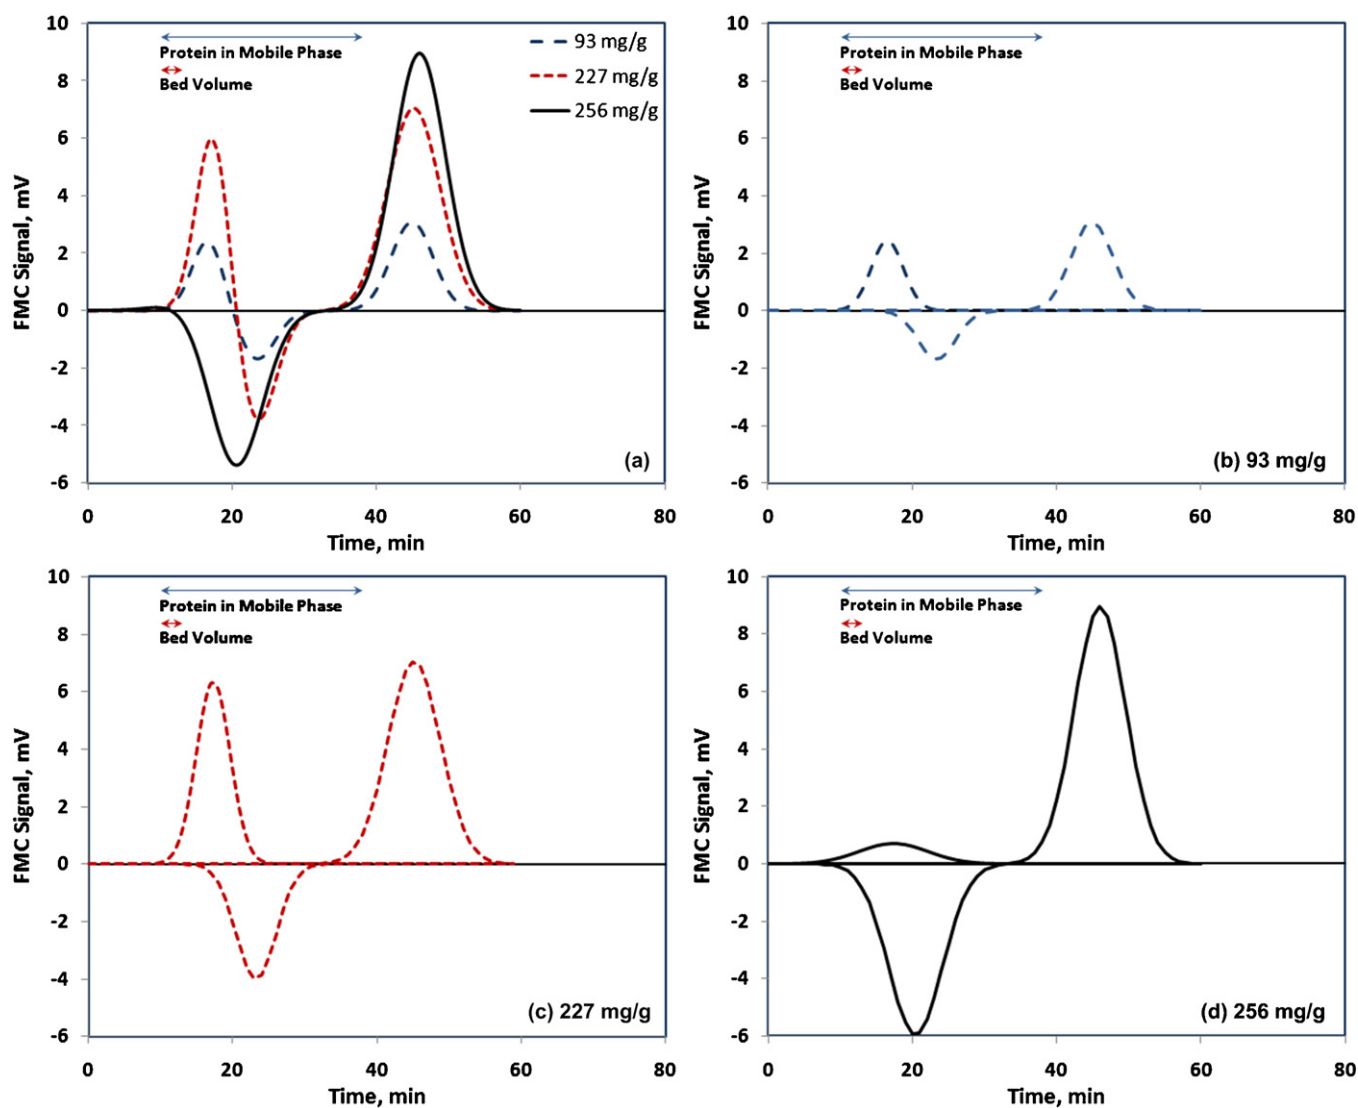 10
8
6
4
2
0
-2
-4
-6
FMC Signal, mV
Protein in Mobile Phase
Bed Volume
93 mg/g
227 mg/g
256 mg/g
(a)
0 20 40 60 80
Time, min
10
8
6
4
2
0
-2
-4
-6
FMC Signal, mV
Protein in Mobile Phase
Bed Volume
(b) 93 mg/g
0 20 40 60 80
Time, min
10
8
6
4
2
0
-2
-4
-6
FMC Signal, mV
Protein in Mobile Phase
Bed Volume
(c) 227 mg/g
0 20 40 60 80
Time, min
10
8
6
4
2
0
-2
-4
-6
FMC Signal, mV
Protein in Mobile Phase
Bed Volume
(d) 256 mg/g
0 20 40 60 80
Time, min